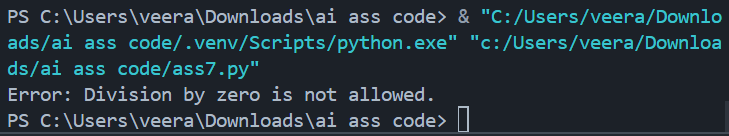 PS C:\Users\veera\Downloads\ai ass code> & "C:/Users/veera/Downlo
ads/ai ass code/.venv/Scripts/python.exe" "c:/Users/veera/Downloa
ds/ai ass code/ass7.py"
Error: Division by zero is not allowed.
PS C:\Users\veera\Downloads\ai ass code>